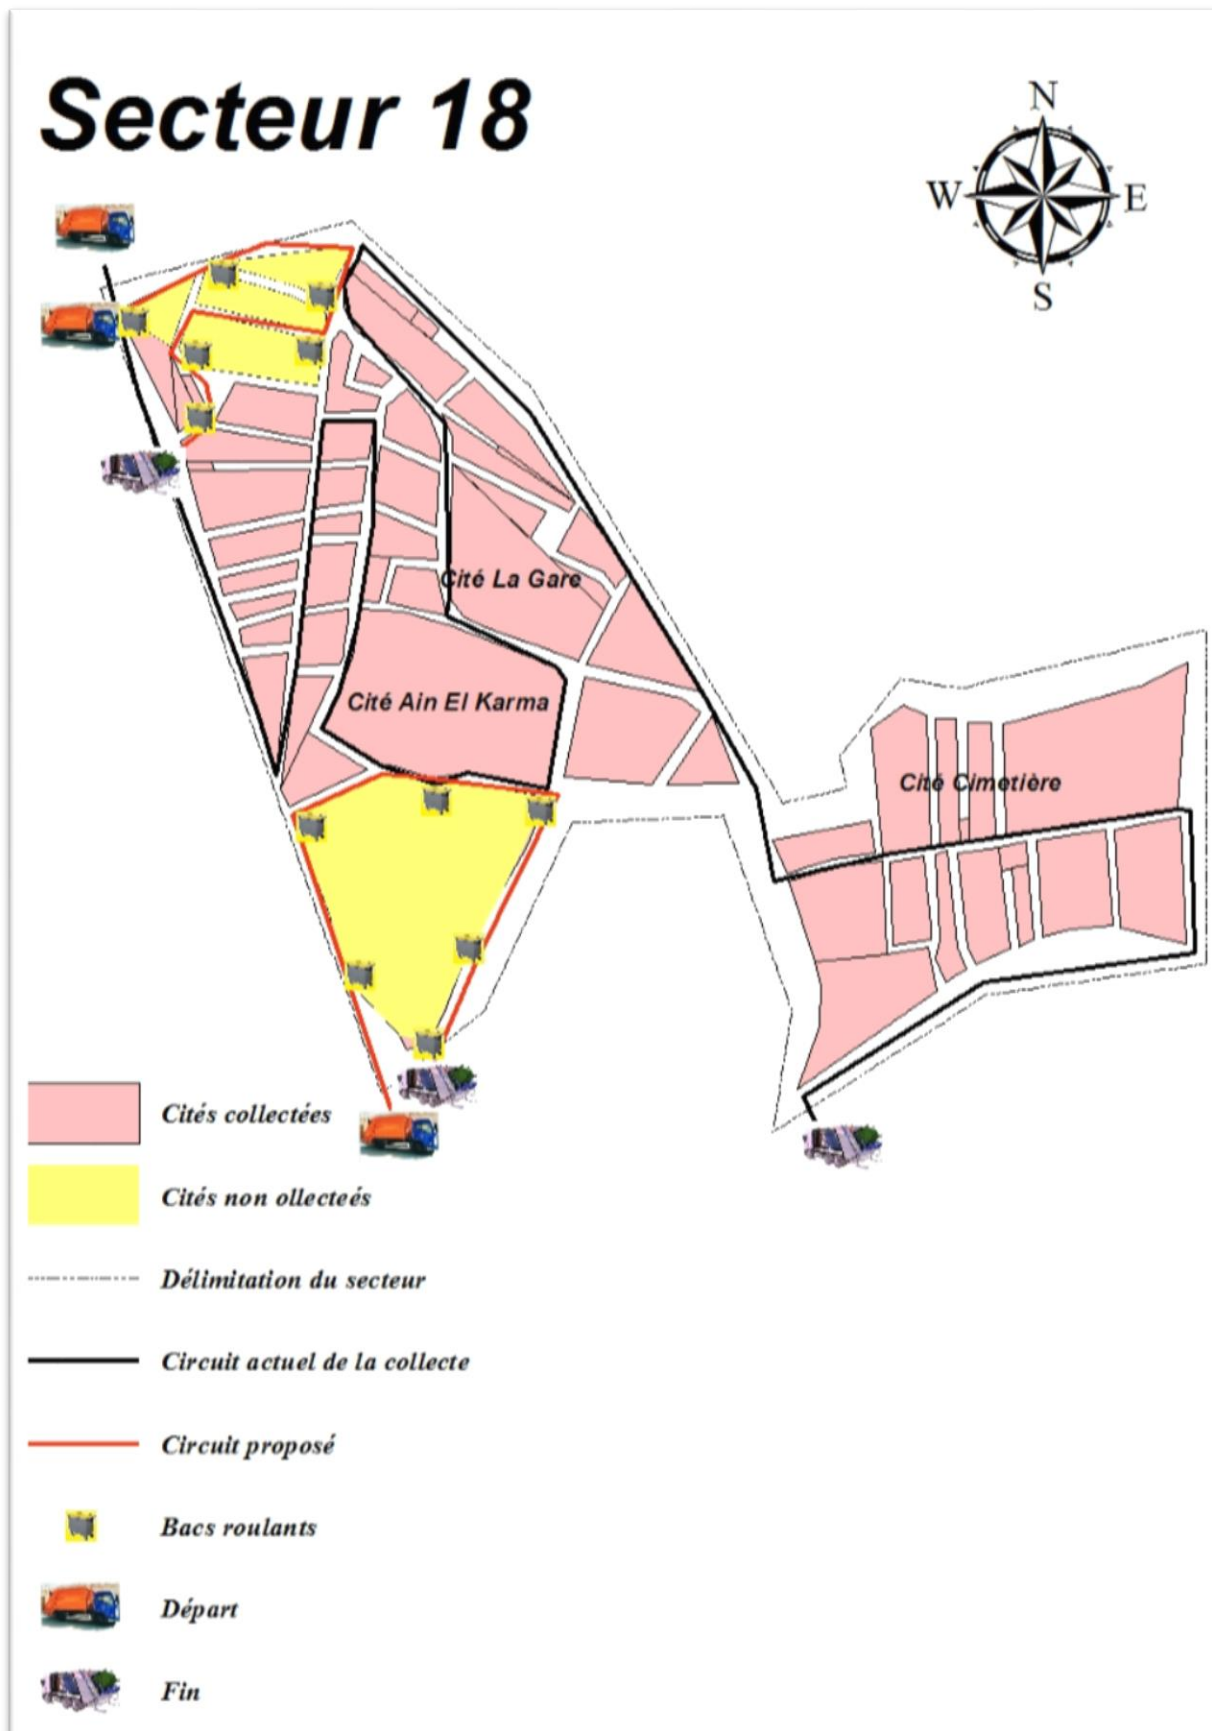 Secteur 18
N
W
E
S
Cité La Gare
Cité Ain El Karma
Cité Cimetière
Cités collectées
Cités non ollecteés
Délimitation du secteur
Circuit actuel de la collecte
Circuit proposé
Bacs roulants
Départ
Fin